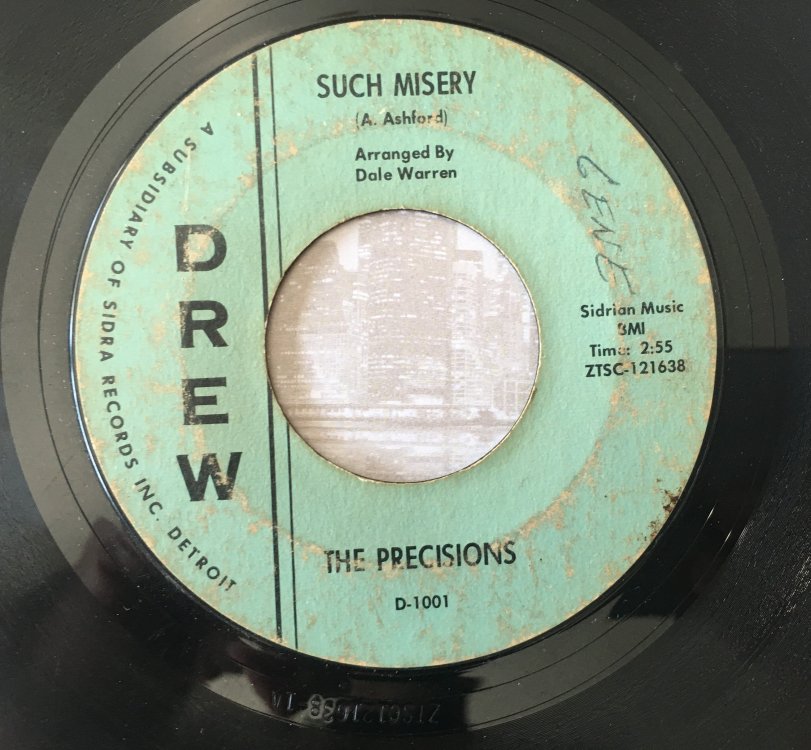 SUCH MISERY
(A. Ashford)
Arranged By
Dale Warren
DREW
A SUBSIDIARY OF SIDRA RECORDS INC. DETROIT
LENE
Sidrian Music
BMI
Time: 2:55
ZTSC-121638
THE PRECISIONS
D-1001